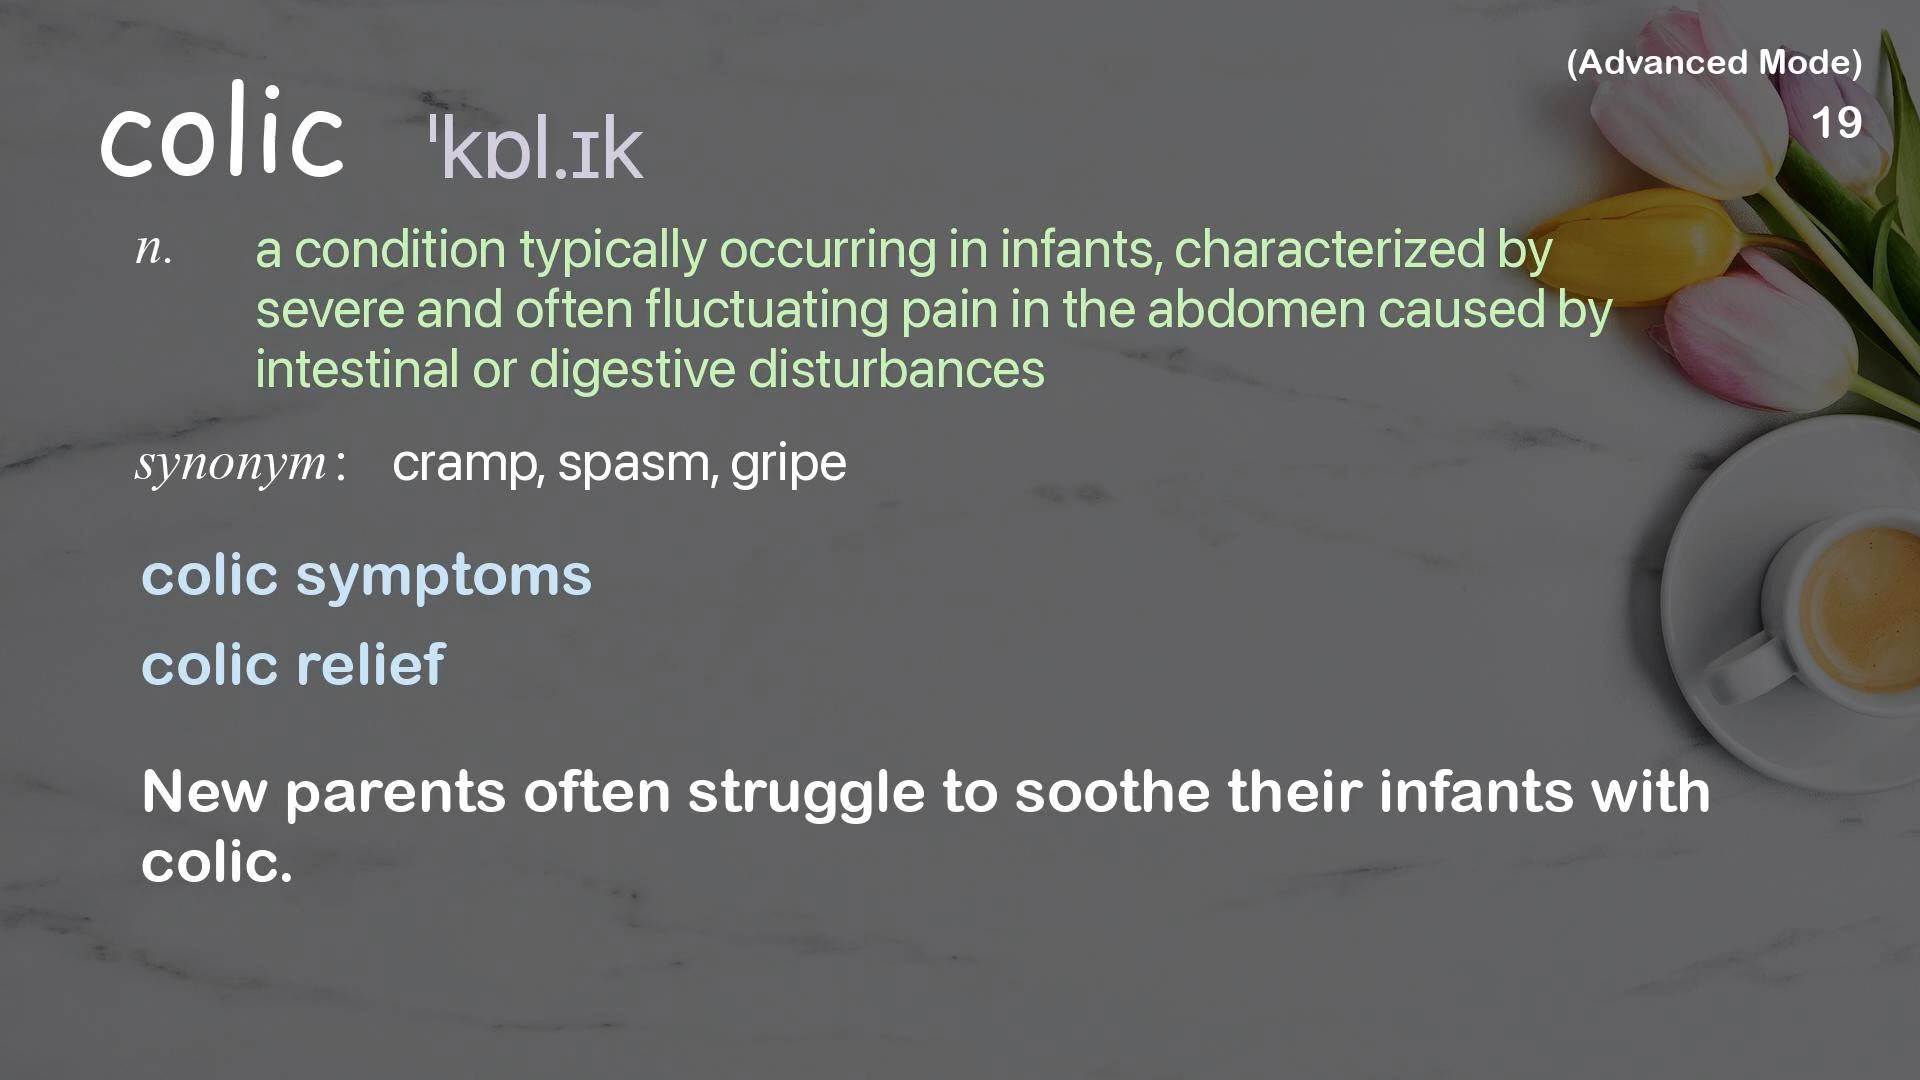 (Advanced Mode)
19
colic ˈkɒl.ɪk
n. a condition typically occurring in infants, characterized by
severe and often fluctuating pain in the abdomen caused by
intestinal or digestive disturbances
synonym: cramp, spasm, gripe
colic symptoms
colic relief
New parents often struggle to soothe their infants with
colic.